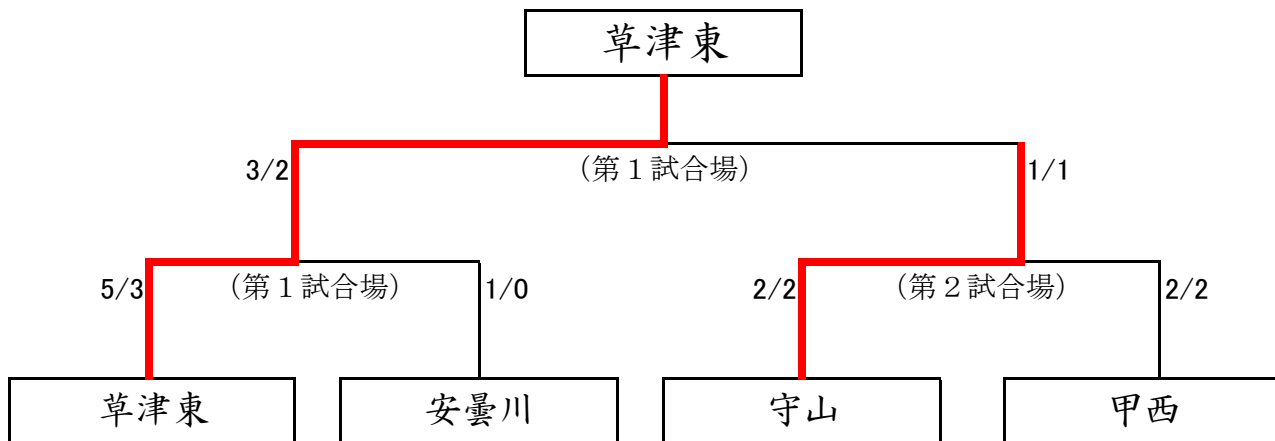 草津東
3/2
(第１試合場)
1/1
5/3
(第１試合場)
1/0
2/2
(第２試合場)
2/2
草津東
安曇川
守山
甲西